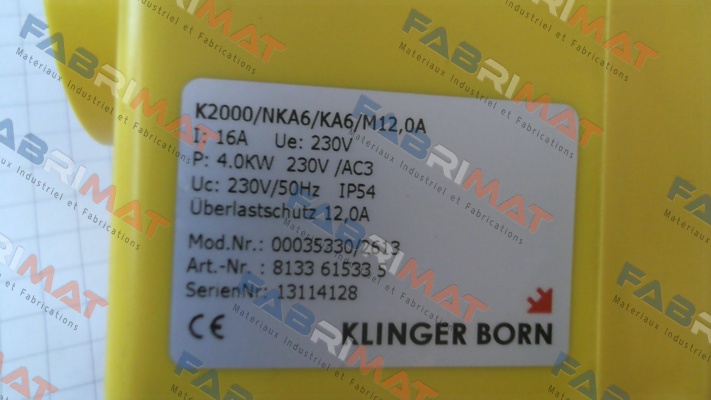 K2000/NKA6/KA6/M12,0A
I: 16A Ue: 230V
P: 4.0KW 230V /AC3
Uc: 230V/50Hz IP54
Überlastschutz 12,0A
Mod.Nr.: 00035330/2613
Art.-Nr. : 8133 61533 5
SerienNr. 13114128
CE
KLINGER BORN
FABRIMAT
Materiaux Industriel et Fabrications